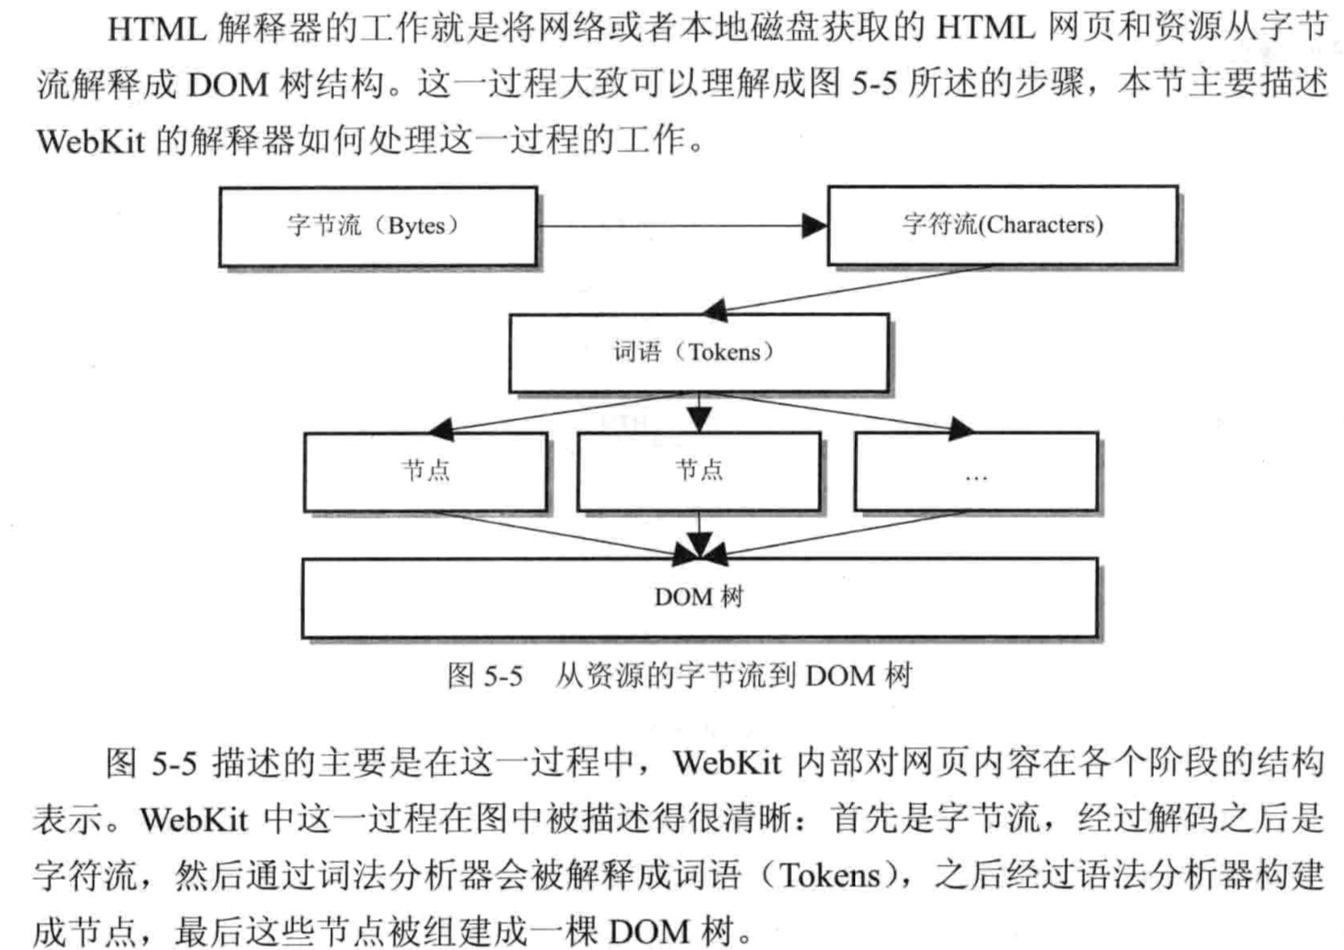 HTML 解释器的工作就是将网络或者本地磁盘获取的 HTML 网页和资源从字节
流解释成 DOM 树结构。这一过程大致可以理解成图 5-5 所述的步骤，本节主要描述
WebKit 的解释器如何处理这一过程的工作。
字节流（Bytes）
字符流(Characters)
词语（Tokens）
节点
节点
…
DOM 树
图 5-5 从资源的字节流到 DOM 树
图 5-5 描述的主要是在这一过程中，WebKit 内部对网页内容在各个阶段的结构
表示。WebKit 中这一过程在图中被描述得很清晰：首先是字节流，经过解码之后是
字符流，然后通过词法分析器会被解释成词语（Tokens），之后经过语法分析器构建
成节点，最后这些节点被组建成一棵 DOM 树。